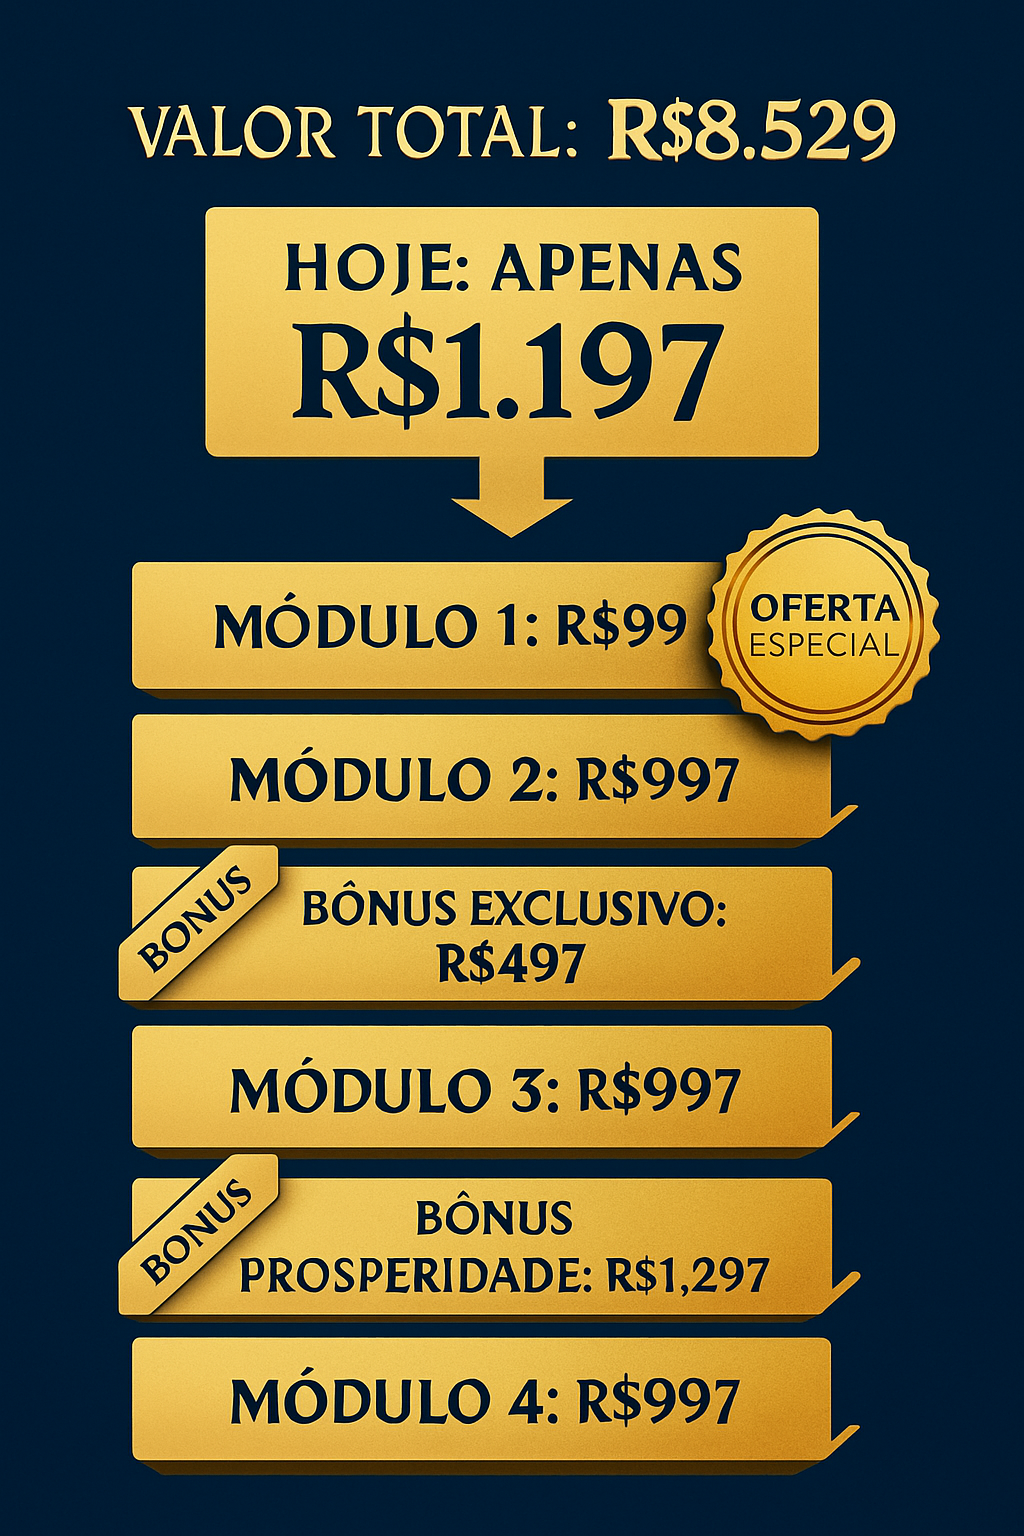 VALOR TOTAL: R$8.529
HOJE: APENAS
R$1.197
MÓDULO 1: R$99
OFERTA
ESPECIAL
MÓDULO 2: R$997
BONUS
BÔNUS EXCLUSIVO:
R$497
MÓDULO 3: R$997
BONUS
BÔNUS
PROSPERIDADE: R$1,297
MÓDULO 4: R$997